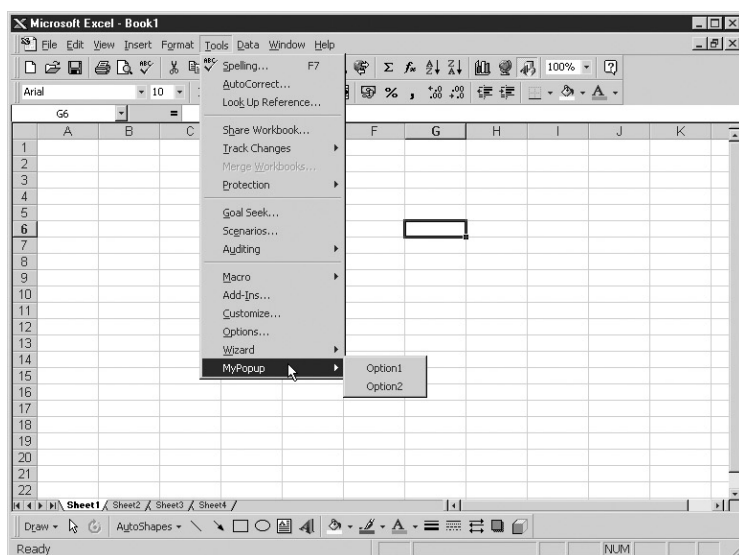 Microsoft Excel - Book1
File Edit View Insert Format Tools Data Window Help
100%
Arial 10
G6 =
A B C F G H I J K
Spelling... F7
AutoCorrect...
Look Up Reference...
Share Workbook...
Track Changes
Merge Workbooks...
Protection
Goal Seek...
Scenarios...
Auditing
Macro
Add-Ins...
Customize...
Options...
Wizard
MyPopup
Option1
Option2
1
2
3
4
5
6
7
8
9
10
11
12
13
14
15
16
17
18
19
20
21
22
Sheet1 Sheet2 Sheet3 Sheet4
Draw AutoShapes
Ready NUM